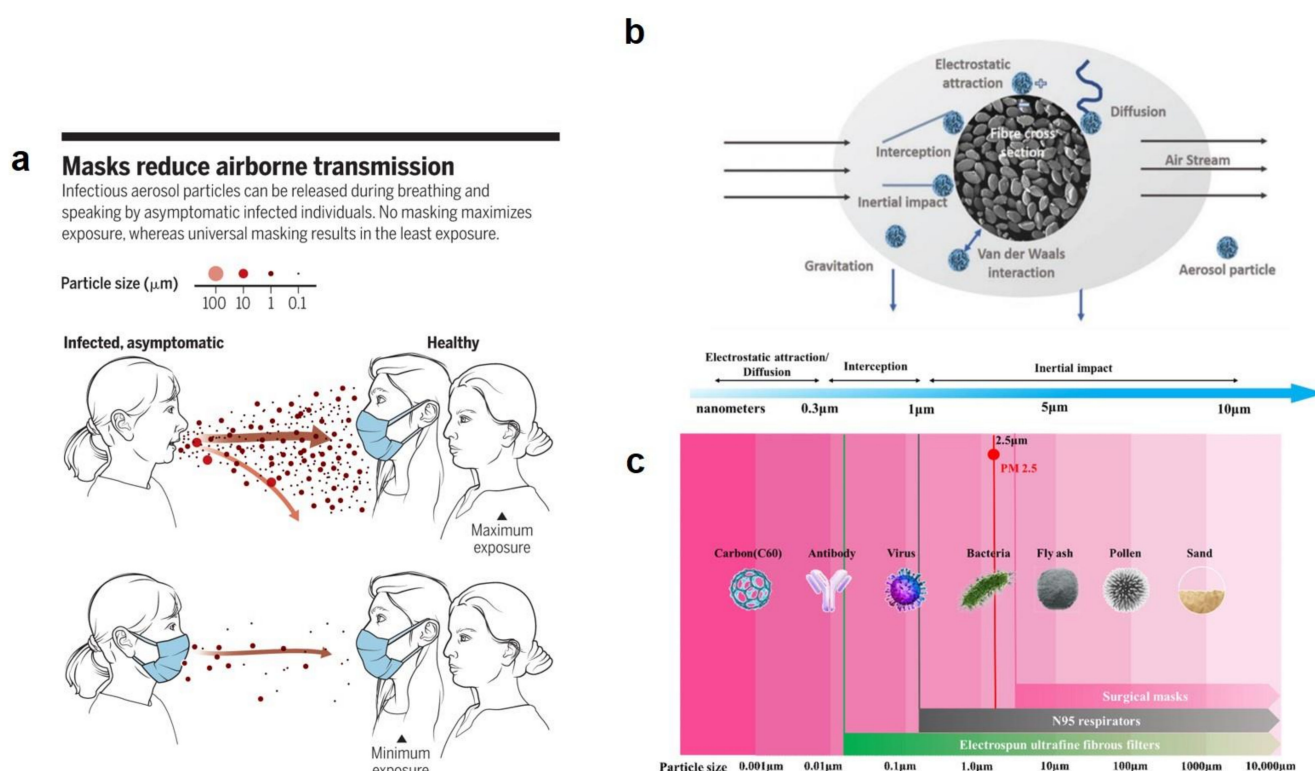 a
Masks reduce airborne transmission
Infectious aerosol particles can be released during breathing and
speaking by asymptomatic infected individuals. No masking maximizes
exposure, whereas universal masking results in the least exposure.
Particle size (μm)
100 10 1 0.1
Infected, asymptomatic
Healthy
Maximum
exposure
Minimum
exposure
b
Electrostatic
attraction
Diffusion
Fibre cross
section
Interception
Air Stream
Inertial impact
Van der Waals
interaction
Gravitation
Aerosol particle
Electrostatic attraction/
Diffusion
Interception
Inertial impact
nanometers 0.3μm 1μm 5μm 10μm
c
2.5μm
PM 2.5
Carbon(C60) Antibody Virus Bacteria Fly ash Pollen Sand
Surgical masks
N95 respirators
Electrospun ultrafine fibrous filters
Particle size 0.001μm 0.01μm 0.1μm 1.0μm 10μm 100μm 1000μm 10,000μm